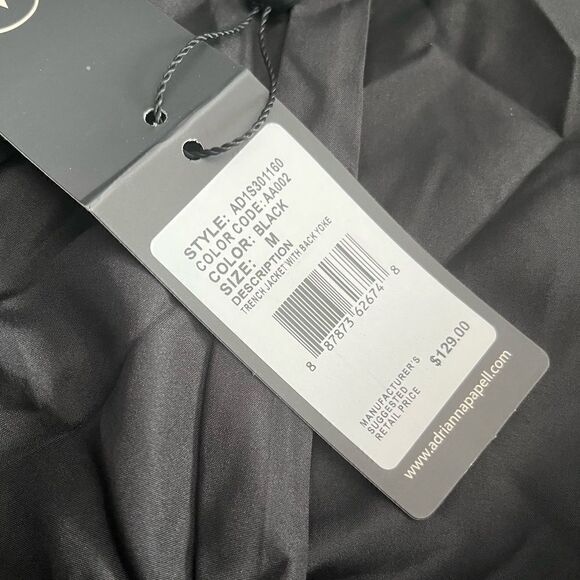 STYLE: AD1S301160
COLOR CODE: AA002
COLOR: BLACK
SIZE: M
DESCRIPTION
TRENCH JACKET WITH BACK YOKE
8 87873 62674 8
MANUFACTURER'S
SUGGESTED
RETAIL PRICE
$129.00
www.adriannapapell.com